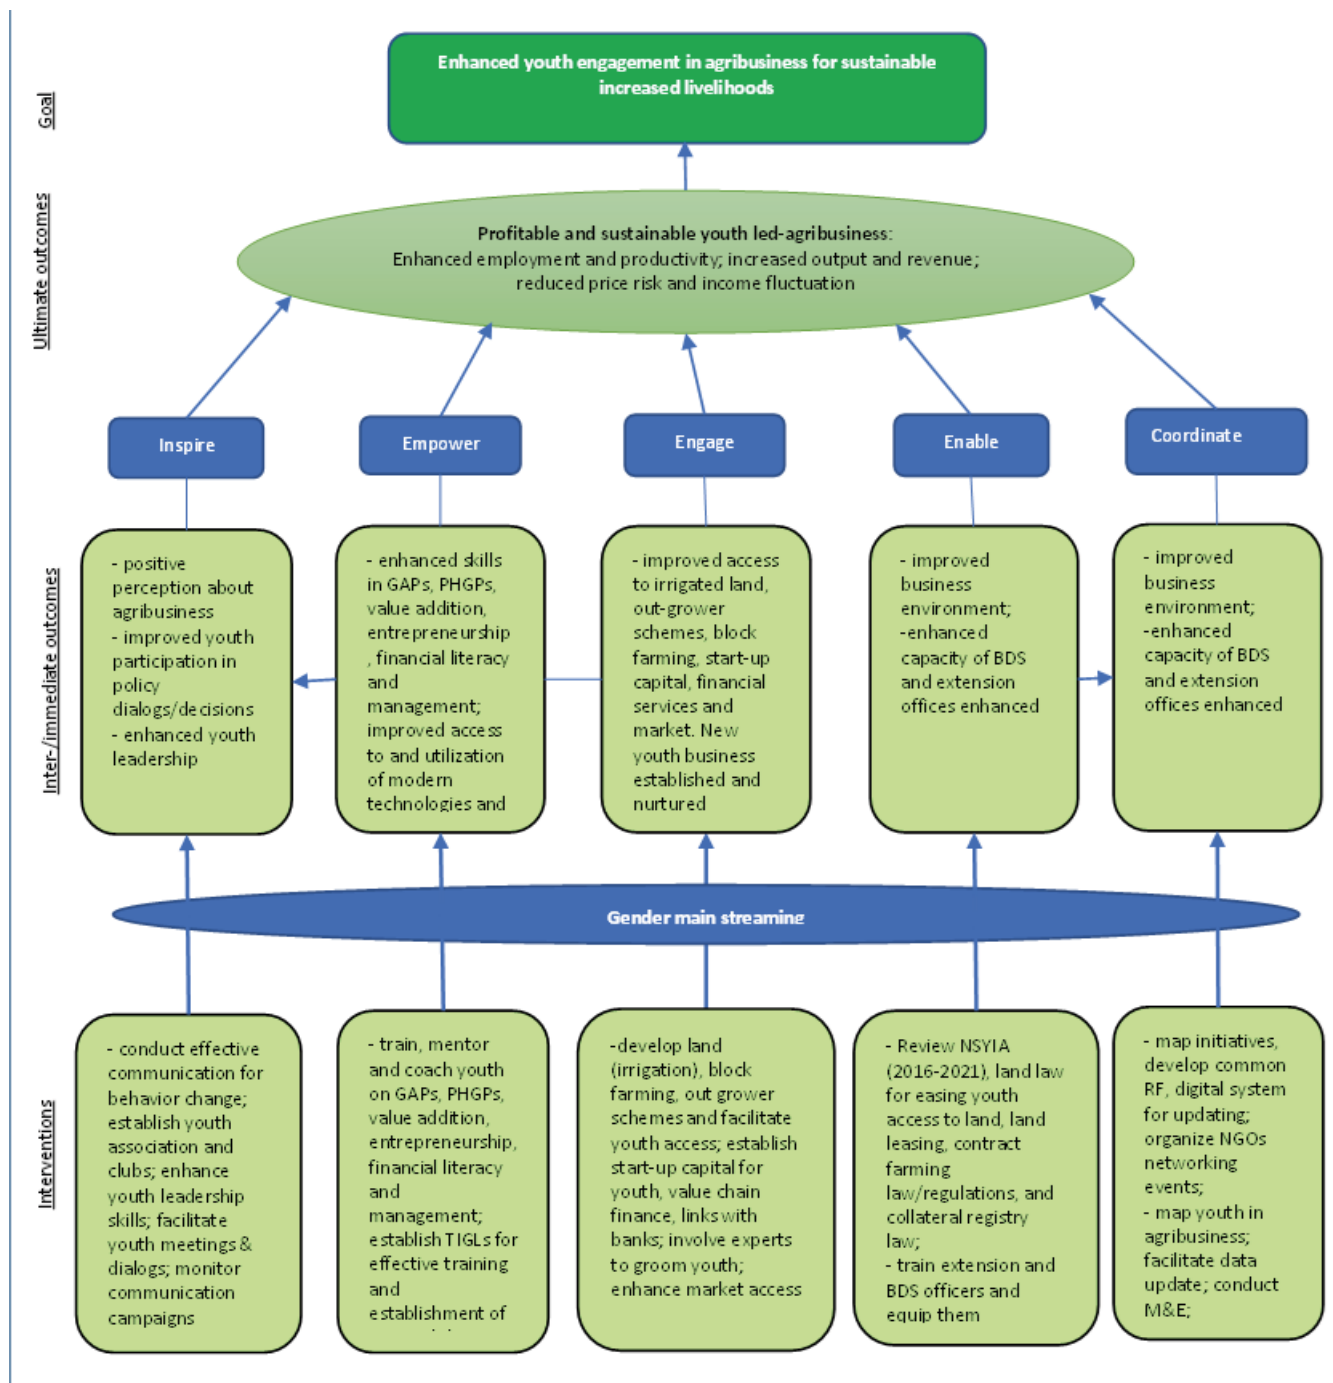 Goal
Enhanced youth engagement in agribusiness for sustainable
increased livelihoods
Ultimate outcomes
Profitable and sustainable youth led-agribusiness:
Enhanced employment and productivity; increased output and revenue;
reduced price risk and income fluctuation
Inspire
Empower
Engage
Enable
Coordinate
Inter-/immediate outcomes
- positive
perception about
agribusiness
- improved youth
participation in
policy
dialogs/decisions
- enhanced youth
leadership
- enhanced skills
in GAPs, PHGPs,
value addition,
entrepreneurship
, financial literacy
and
management;
improved access
to and utilization
of modern
technologies and
- improved access
to irrigated land,
out-grower
schemes, block
farming, start-up
capital, financial
services and
market. New
youth business
established and
nurtured
- improved
business
environment;
-enhanced
capacity of BDS
and extension
offices enhanced
- improved
business
environment;
-enhanced
capacity of BDS
and extension
offices enhanced
Gender main streaming
Interventions
- conduct effective
communication for
behavior change;
establish youth
association and
clubs; enhance
youth leadership
skills; facilitate
youth meetings &
dialogs; monitor
communication
campaigns
- train, mentor
and coach youth
on GAPs, PHGPs,
value addition,
entrepreneurship,
financial literacy
and
management;
establish TIGLs for
effective training
and
establishment of
-develop land
(irrigation), block
farming, out grower
schemes and facilitate
youth access; establish
start-up capital for
youth, value chain
finance, links with
banks; involve experts
to groom youth;
enhance market access
- Review NSYIA
(2016-2021), land law
for easing youth
access to land, land
leasing, contract
farming
law/regulations, and
collateral registry
law;
- train extension and
BDS officers and
equip them
- map initiatives,
develop common
RF, digital system
for updating;
organize NGOs
networking
events;
- map youth in
agribusiness;
facilitate data
update; conduct
M&E;